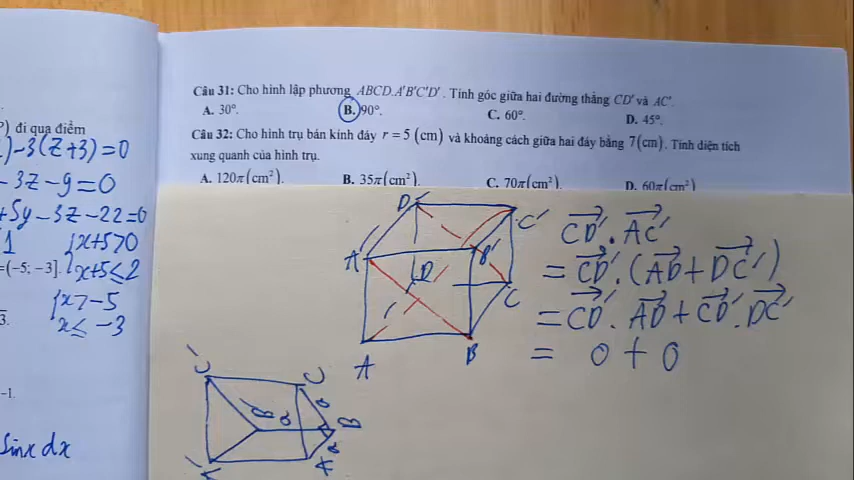 Câu 31: Cho hình lập phương ABCD.A'B'C'D'. Tính góc giữa hai đường thẳng CD' và AC'.
A. 30°. B. 90°. C. 60°. D. 45°.
Câu 32: Cho hình trụ bán kính đáy r = 5 (cm) và khoảng cách giữa hai đáy bằng 7(cm). Tính diện tích
xung quanh của hình trụ.
A. 120π(cm²). B. 35π(cm²). C. 70π(cm²). D. 60π(cm²)
đi qua điểm
)-3(z+3)=0
-3z-9=0
+5y-3z-22=0
{x+5>0
=(-5; -3]. {x+5≤2
{x>-5
x≤-3
-1.
sinx dx
D' C'
A' B'
D C
A B
CD'. AC'
= CD'. (AD + DC')
= CD'. AD + CD'. DC'
= 0 + 0
C' C
B' a a B
A' A a